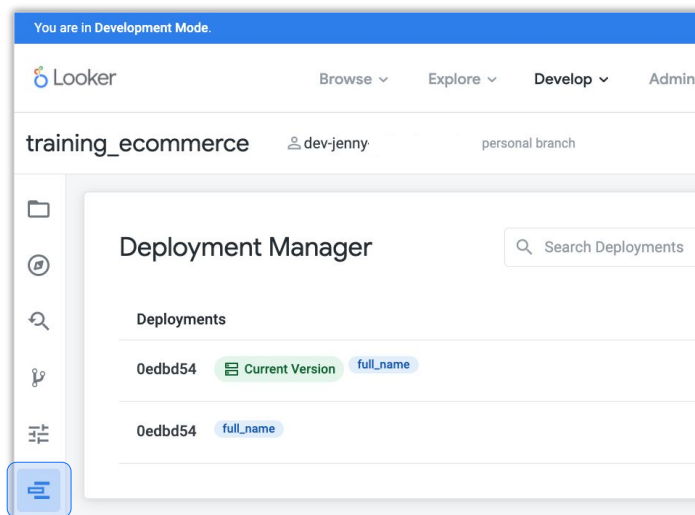 You are in Development Mode.
Looker
Browse Explore Develop Admin
training_ecommerce dev-jenny- personal branch
Deployment Manager
Search Deployments
Deployments
0edbd54 Current Version full_name
0edbd54 full_name